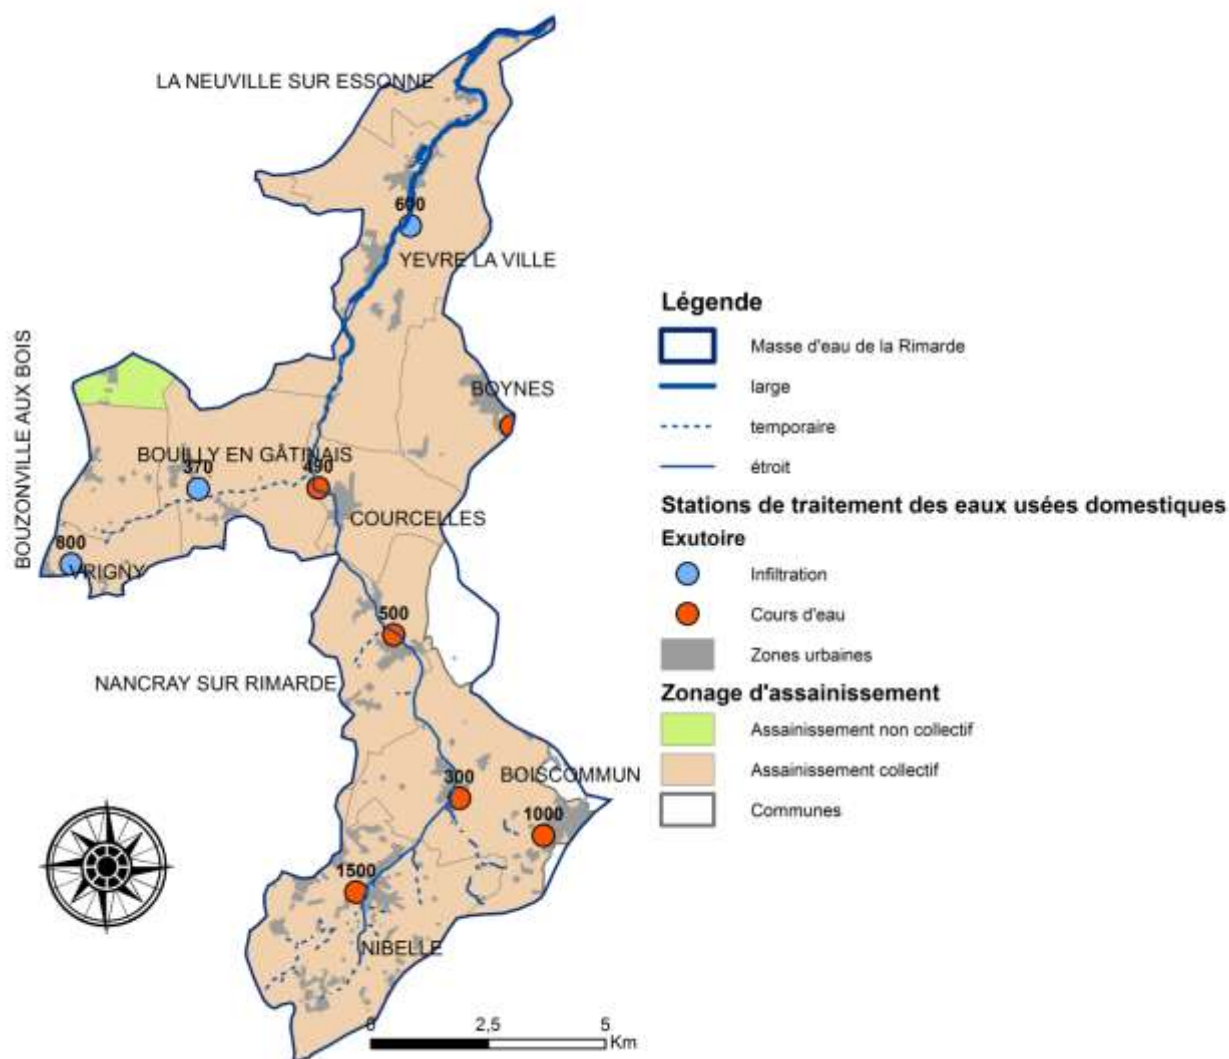 LA NEUVILLE SUR ESSONNE
600
YEVRE LA VILLE
BOUZONVILLE AUX BOIS
BOYNES
BOUILLY EN GÂTINAIS
370
490
COURCELLES
800
VRIGNY
500
NANCRAY SUR RIMARDE
300
BOISCOMMUN
1000
1500
NIBELLE
0 2,5 5
Km
Légende
Masse d'eau de la Rimarde
large
temporaire
étroit
Stations de traitement des eaux usées domestiques
Exutoire
Infiltration
Cours d'eau
Zones urbaines
Zonage d'assainissement
Assainissement non collectif
Assainissement collectif
Communes